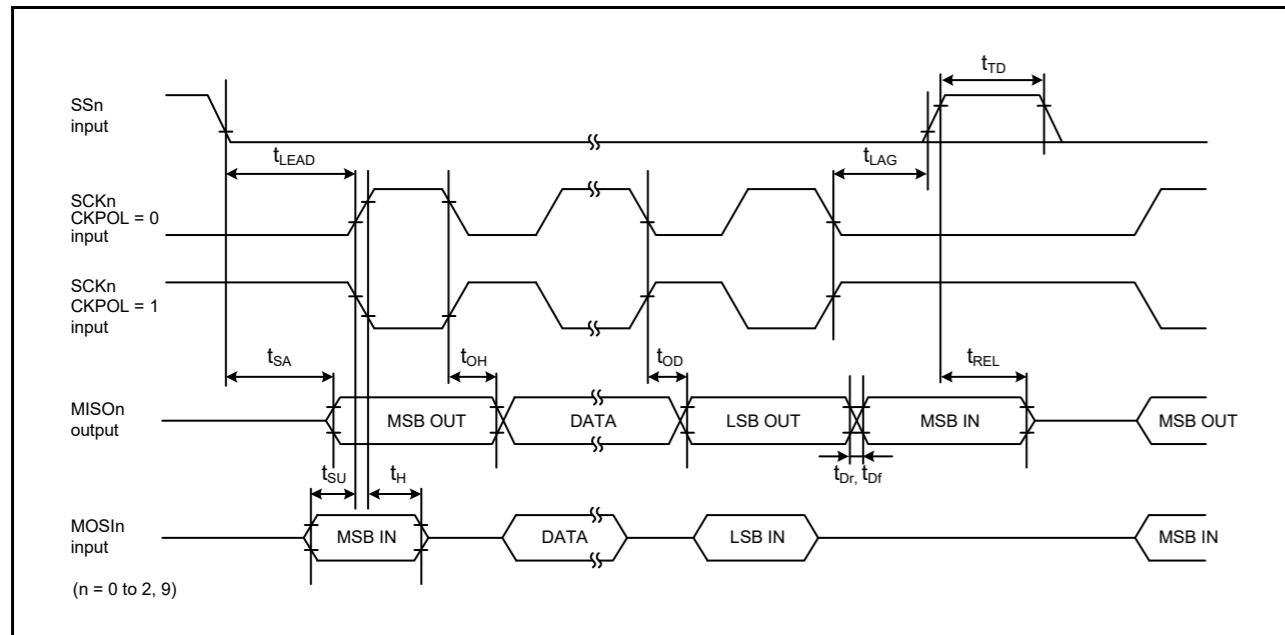 SSn
input
tTD
tLEAD
tLAG
SCKn
CKPOL = 0
input
SCKn
CKPOL = 1
input
tSA
tOH
tOD
tREL
MISOn
output
MSB OUT
DATA
LSB OUT
MSB IN
MSB OUT
tSU
tH
tDr, tDf
MOSIn
input
MSB IN
DATA
LSB IN
MSB IN
(n = 0 to 2, 9)